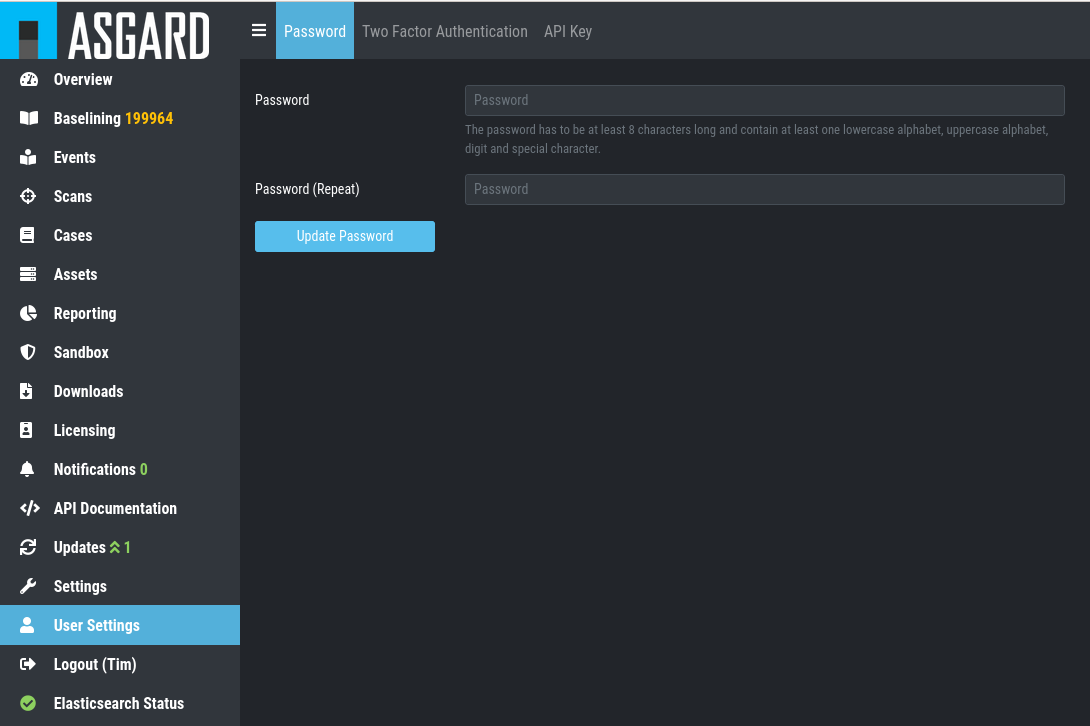 ASGARD
Password Two Factor Authentication API Key
Overview
Baselining 199964
Events
Scans
Cases
Assets
Reporting
Sandbox
Downloads
Licensing
Notifications 0
API Documentation
Updates 1
Settings
User Settings
Logout (Tim)
Elasticsearch Status
Password
Password
The password has to be at least 8 characters long and contain at least one lowercase alphabet, uppercase alphabet,
digit and special character.
Password (Repeat)
Password
Update Password